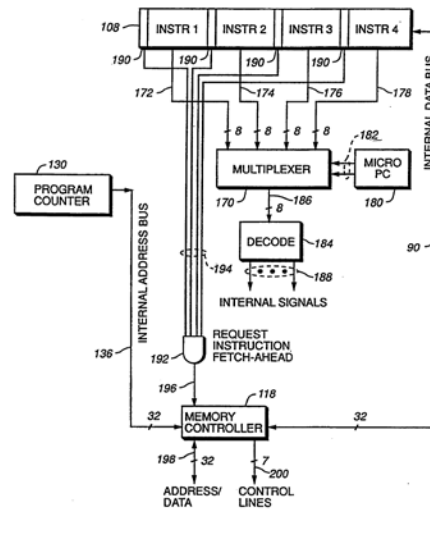 108
INSTR 1
INSTR 2
INSTR 3
INSTR 4
190
190
190
190
172
174
176
178
8
8
8
8
182
130
PROGRAM
COUNTER
MULTIPLEXER
MICRO
PC
170
186
180
8
DECODE
184
188
194
INTERNAL SIGNALS
INTERNAL ADDRESS BUS
INTERNAL DATA BUS
90
136
192
REQUEST
INSTRUCTION
FETCH-AHEAD
196
118
32
MEMORY
CONTROLLER
32
198
32
7
200
ADDRESS/
DATA
CONTROL
LINES